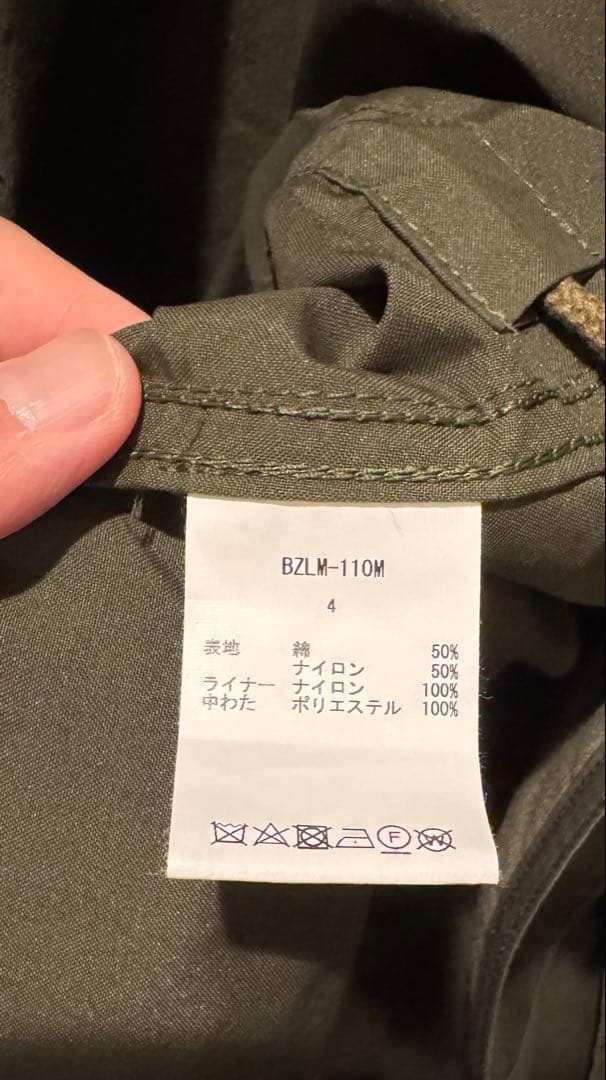 BZLM-110M
4
表地 綿 50%
ナイロン 50%
ライナー ナイロン 100%
中わた ポリエステル 100%
F W